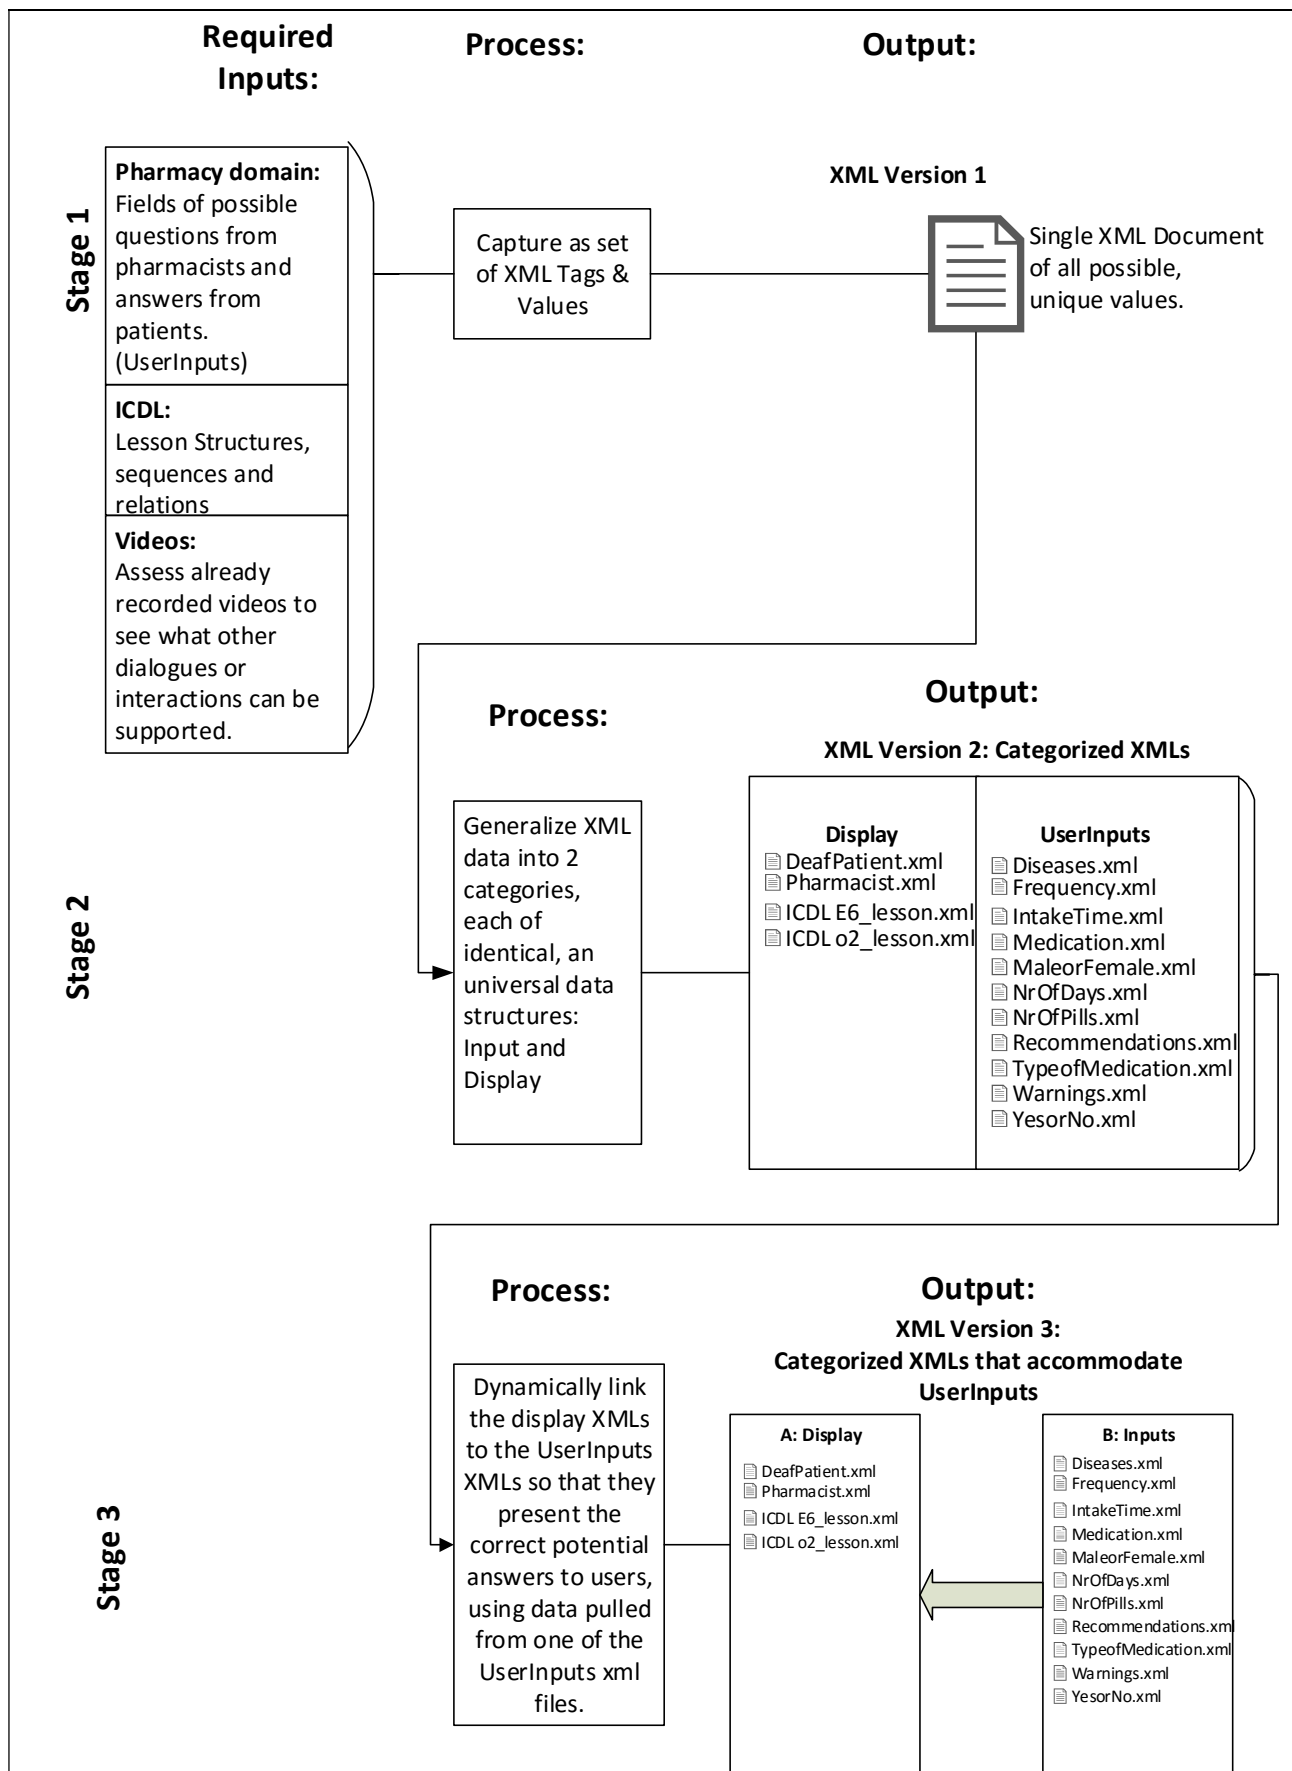 Required
Inputs:
Process:
Output:
Stage 1
Pharmacy domain:
Fields of possible
questions from
pharmacists and
answers from
patients.
(UserInputs)
ICDL:
Lesson Structures,
sequences and
relations
Videos:
Assess already
recorded videos to
see what other
dialogues or
interactions can be
supported.
Capture as set
of XML Tags &
Values
XML Version 1
Single XML Document
of all possible,
unique values.
Stage 2
Process:
Output:
XML Version 2: Categorized XMLs
Generalize XML
data into 2
categories,
each of
identical, an
universal data
structures:
Input and
Display
Display
DeafPatient.xml
Pharmacist.xml
ICDL E6_lesson.xml
ICDL o2_lesson.xml
UserInputs
Diseases.xml
Frequency.xml
IntakeTime.xml
Medication.xml
MaleorFemale.xml
NrOfDays.xml
NrOfPills.xml
Recommendations.xml
TypeofMedication.xml
Warnings.xml
YesorNo.xml
Stage 3
Process:
Output:
XML Version 3:
Categorized XMLs that accommodate
UserInputs
Dynamically link
the display XMLs
to the UserInputs
XMLs so that they
present the
correct potential
answers to users,
using data pulled
from one of the
UserInputs xml
files.
A: Display
DeafPatient.xml
Pharmacist.xml
ICDL E6_lesson.xml
ICDL o2_lesson.xml
B: Inputs
Diseases.xml
Frequency.xml
IntakeTime.xml
Medication.xml
MaleorFemale.xml
NrOfDays.xml
NrOfPills.xml
Recommendations.xml
TypeofMedication.xml
Warnings.xml
YesorNo.xml